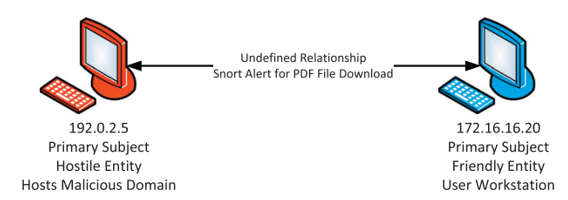 Undefined Relationship
Snort Alert for PDF File Download
192.0.2.5
Primary Subject
Hostile Entity
Hosts Malicious Domain
172.16.16.20
Primary Subject
Friendly Entity
User Workstation